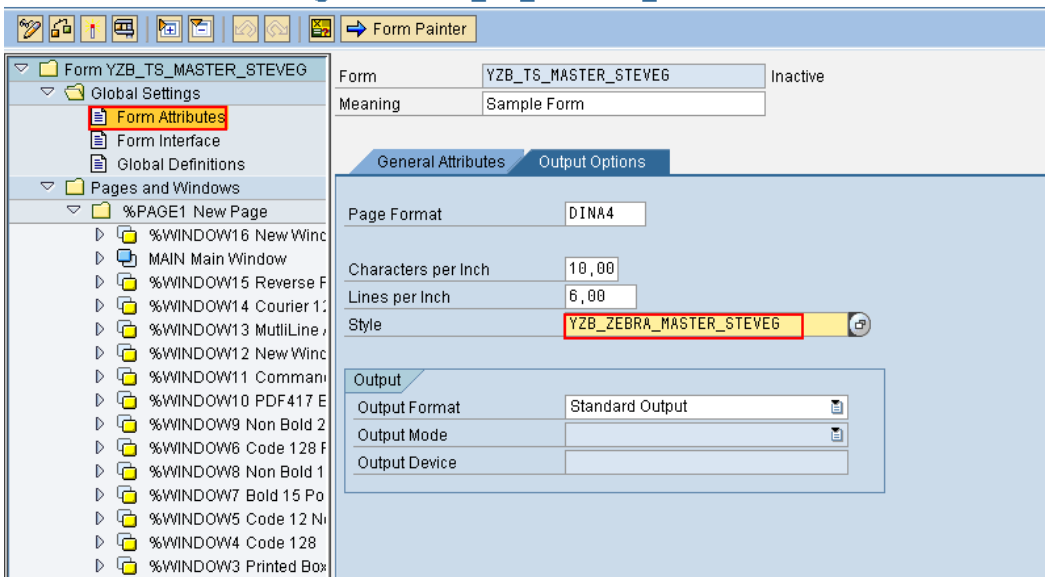 Form Painter
Form YZB_TS_MASTER_STEVEG
Global Settings
Form Attributes
Form Interface
Global Definitions
Pages and Windows
%PAGE1 New Page
%WINDOW16 New Winc
MAIN Main Window
%WINDOW15 Reverse F
%WINDOW14 Courier 1
%WINDOW13 MutliLine
%WINDOW12 New Winc
%WINDOW11 Comman
%WINDOW10 PDF417 E
%WINDOW9 Non Bold 2
%WINDOW6 Code 128 F
%WINDOW8 Non Bold 1
%WINDOW7 Bold 15 Po
%WINDOW5 Code 12 N
%WINDOW4 Code 128
%WINDOW3 Printed Box
Form YZB_TS_MASTER_STEVEG Inactive
Meaning Sample Form
General Attributes Output Options
Page Format DINA4
Characters per Inch 10,00
Lines per Inch 6,00
Style YZB_ZEBRA_MASTER_STEVEG
Output
Output Format Standard Output
Output Mode
Output Device